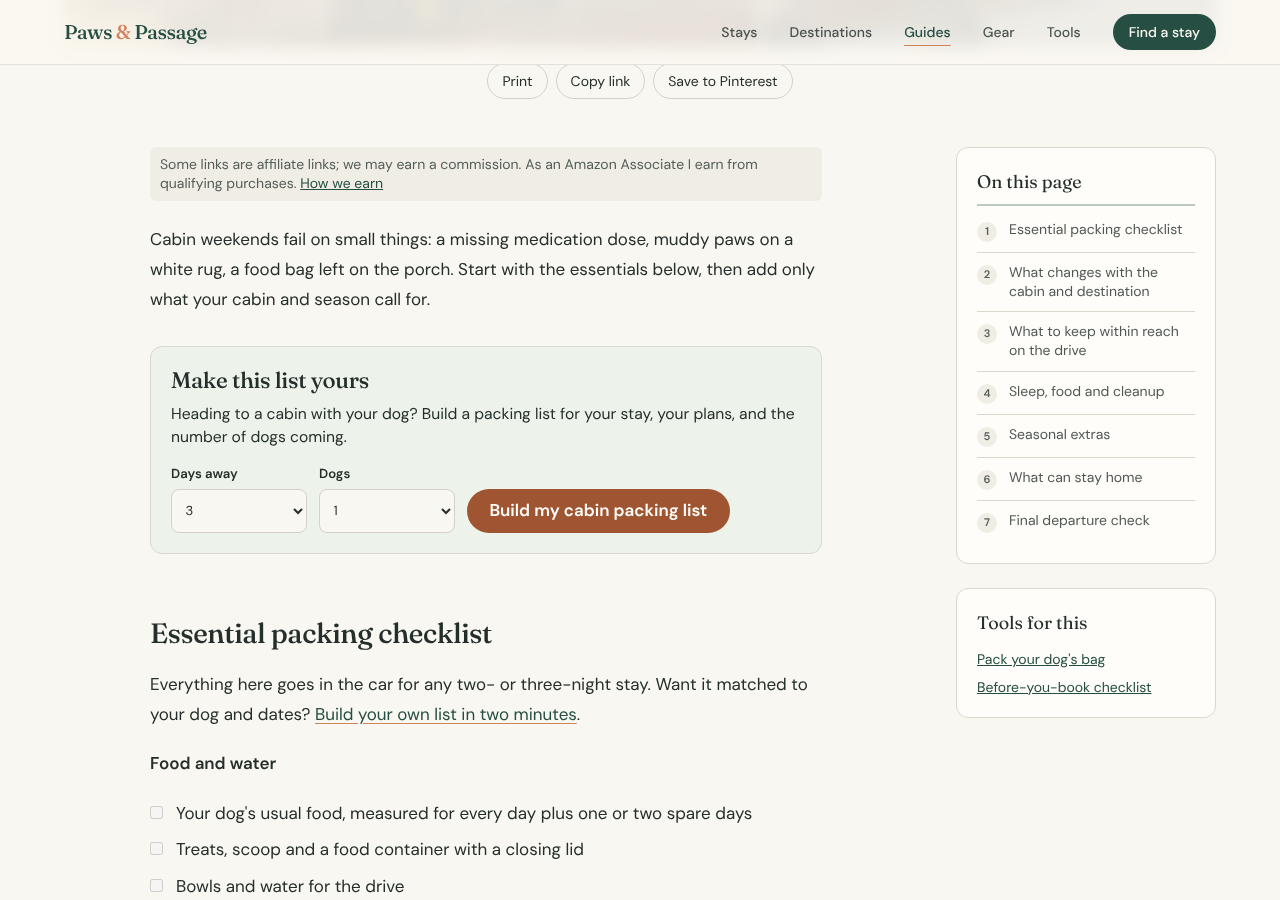 Paws & Passage
Stays
Destinations
Guides
Gear
Tools
Find a stay
Print
Copy link
Save to Pinterest
Some links are affiliate links; we may earn a commission. As an Amazon Associate I earn from
qualifying purchases. How we earn
Cabin weekends fail on small things: a missing medication dose, muddy paws on a
white rug, a food bag left on the porch. Start with the essentials below, then add only
what your cabin and season call for.
Make this list yours
Heading to a cabin with your dog? Build a packing list for your stay, your plans, and the
number of dogs coming.
Days away
Dogs
3
1
Build my cabin packing list
Essential packing checklist
Everything here goes in the car for any two- or three-night stay. Want it matched to
your dog and dates? Build your own list in two minutes.
Food and water
Your dog's usual food, measured for every day plus one or two spare days
Treats, scoop and a food container with a closing lid
Bowls and water for the drive
On this page
1 Essential packing checklist
2 What changes with the
cabin and destination
3 What to keep within reach
on the drive
4 Sleep, food and cleanup
5 Seasonal extras
6 What can stay home
7 Final departure check
Tools for this
Pack your dog's bag
Before-you-book checklist